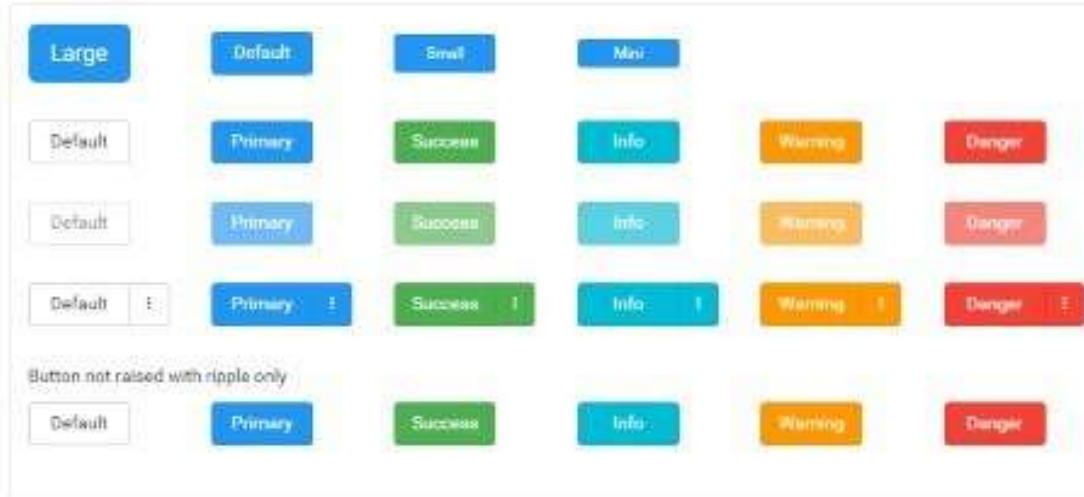 Large Default Small Mini
Default Primary Success Info Warning Danger
Default Primary Success Info Warning Danger
Default Primary Success Info Warning Danger
Button not raised with ripple only
Default Primary Success Info Warning Danger